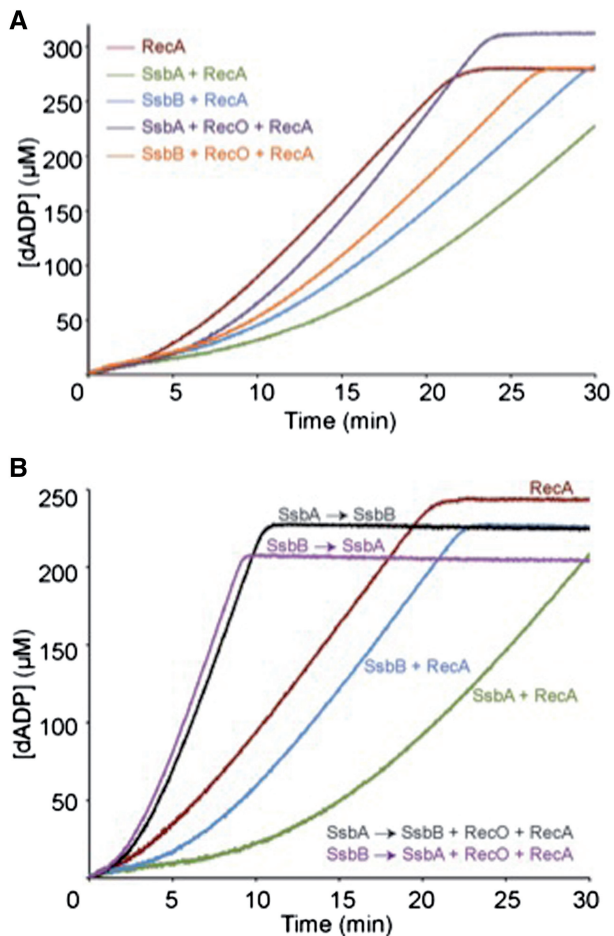 A
300
250
200
150
100
50
[dADP] (µM)
RecA
SsbA + RecA
SsbB + RecA
SsbA + RecO + RecA
SsbB + RecO + RecA
0 5 10 15 20 25 30
Time (min)
B
250
200
150
100
50
[dADP] (µM)
RecA
SsbA → SsbB
SsbB → SsbA
SsbB + RecA
SsbA + RecA
SsbA → SsbB + RecO + RecA
SsbB → SsbA + RecO + RecA
0 5 10 15 20 25 30
Time (min)